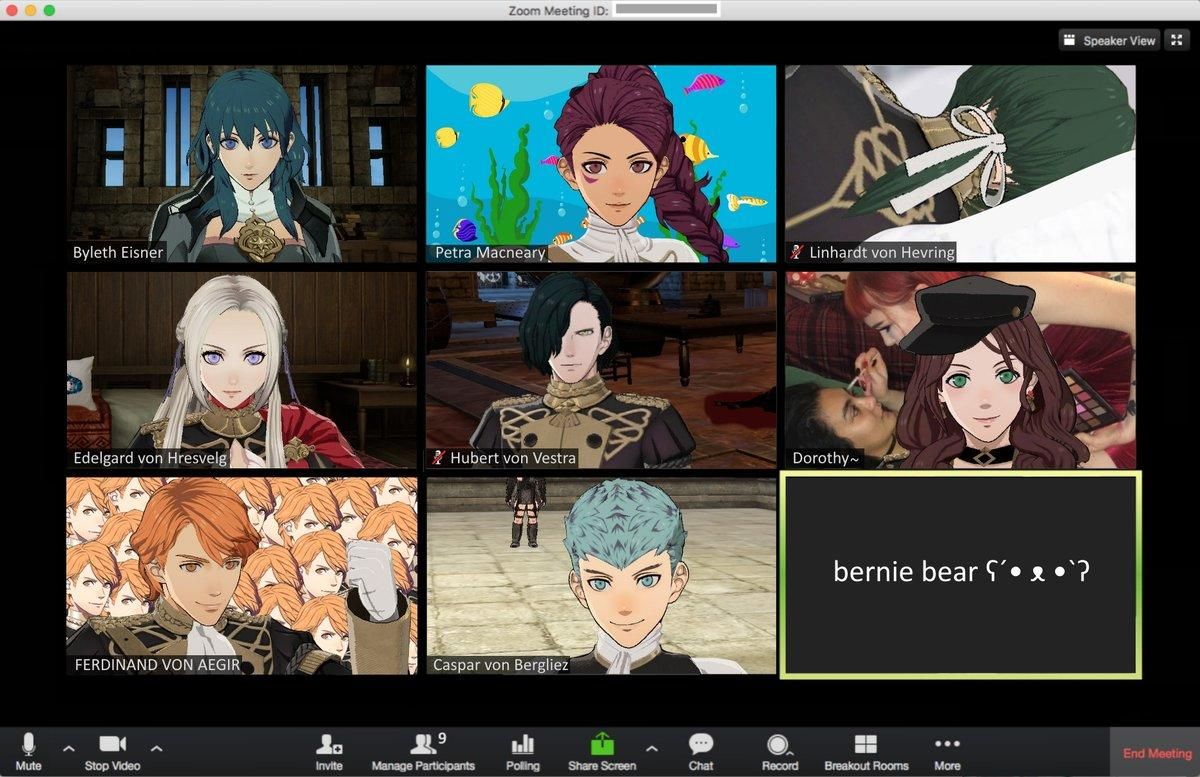 Zoom Meeting ID:
Speaker View
Byleth Eisner
Petra Macneary
Linhardt von Hevring
Edelgard von Hresvelg
Hubert von Vestra
Dorothy~
FERDINAND VON AEGIR
Caspar von Bergliez
bernie bear ʕ´• ᴥ •`ʔ
9
Mute
Stop Video
Invite
Manage Participants
Polling
Share Screen
Chat
Record
Breakout Rooms
More
End Meeting